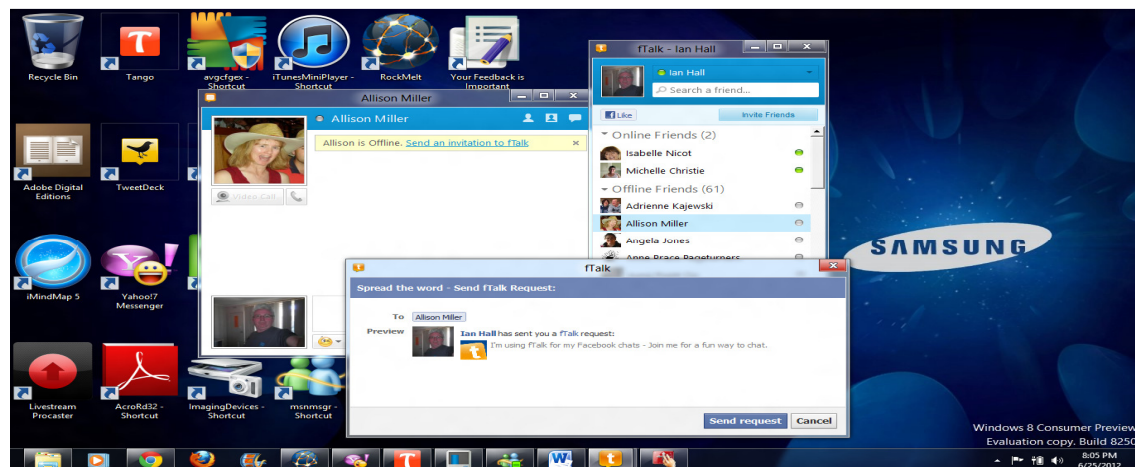 Recycle Bin
Tango
avgcfgex -
Shortcut
iTunesMiniPlayer -
Shortcut
RockMelt
Your Feedback is
Important
Adobe Digital
Editions
TweetDeck
iMindMap 5
Yahoo!7
Messenger
Livestream
Procaster
AcroRd32 -
Shortcut
ImagingDevices -
Shortcut
msnmsgr -
Shortcut
Allison Miller
Allison Miller
Allison is Offline. Send an invitation to fTalk
Video Call
fTalk - Ian Hall
Ian Hall
Search a friend...
Like
Invite Friends
Online Friends (2)
Isabelle Nicot
Michelle Christie
Offline Friends (61)
Adrienne Kajewski
Allison Miller
Angela Jones
Anne Brace Pageturners
fTalk
Spread the word - Send fTalk Request:
To Allison Miller
Preview
Ian Hall has sent you a fTalk request:
I'm using fTalk for my Facebook chats - Join me for a fun way to chat.
Send request
Cancel
SAMSUNG
Windows 8 Consumer Preview
Evaluation copy. Build 8250
8:05 PM
6/25/2012